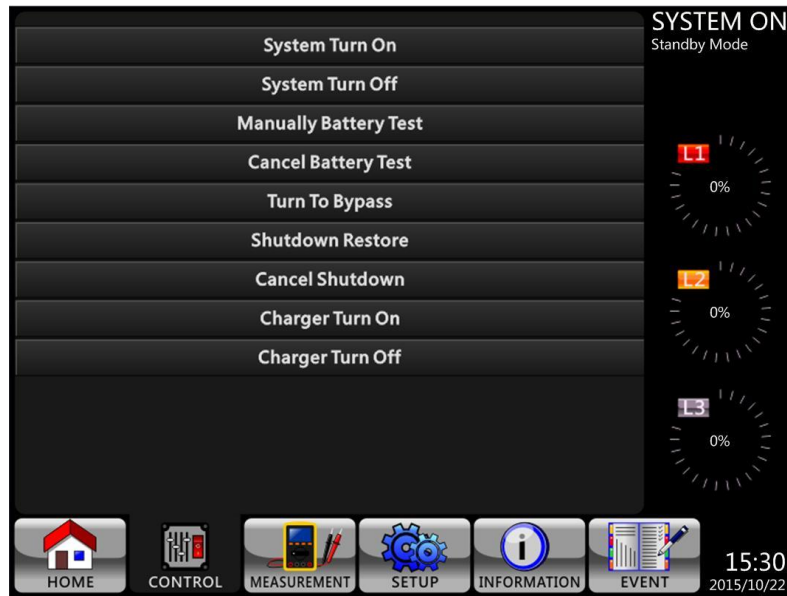 SYSTEM ON
Standby Mode
System Turn On
System Turn Off
Manually Battery Test
Cancel Battery Test
Turn To Bypass
Shutdown Restore
Cancel Shutdown
Charger Turn On
Charger Turn Off
L1
0%
L2
0%
L3
0%
HOME
CONTROL
MEASUREMENT
SETUP
INFORMATION
EVENT
15:30
2015/10/22